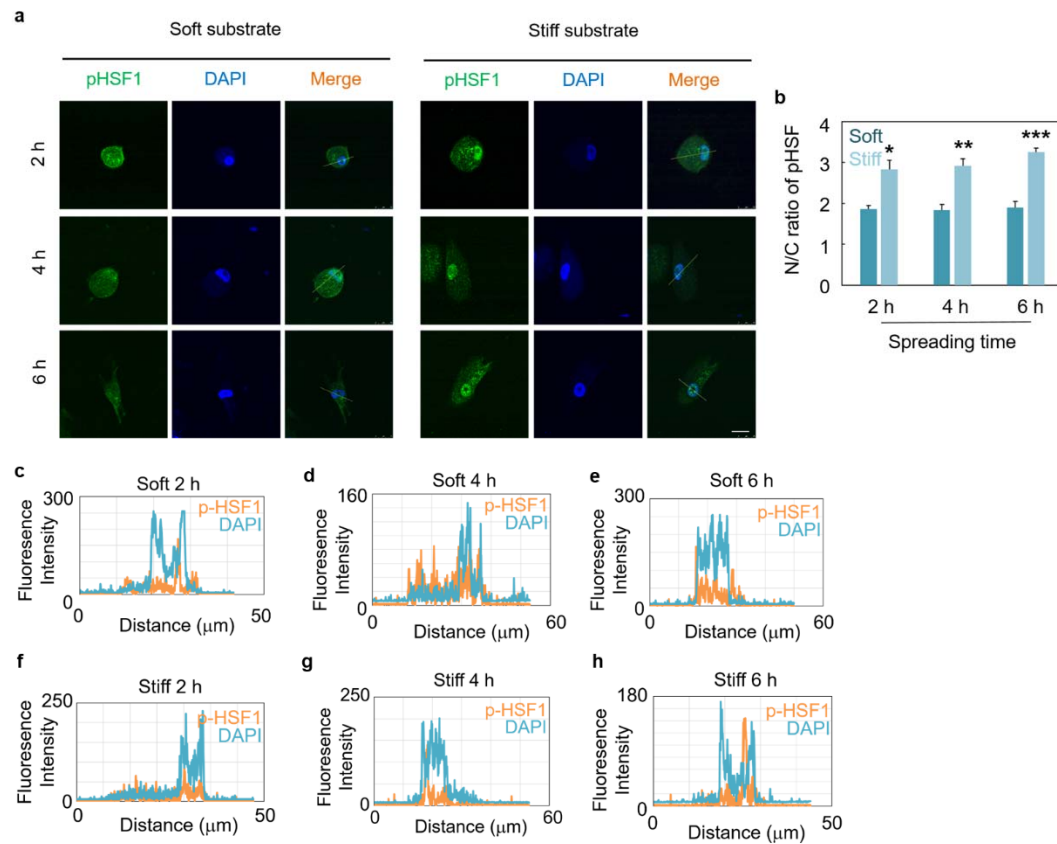 a
Soft substrate
Stiff substrate
pHSF1
DAPI
Merge
pHSF1
DAPI
Merge
2 h
4 h
6 h
b
N/C ratio of pHSF
4
3
2
1
0
Soft
Stiff
*
**
***
2 h
4 h
6 h
Spreading time
c
Soft 2 h
Fluoresence
Intensity
300
0
p-HSF1
DAPI
0
50
Distance (μm)
d
Soft 4 h
Fluoresence
Intensity
160
0
p-HSF1
DAPI
0
60
Distance (μm)
e
Soft 6 h
Fluoresence
Intensity
300
0
p-HSF1
DAPI
0
60
Distance (μm)
f
Stiff 2 h
Fluoresence
Intensity
250
0
p-HSF1
DAPI
0
50
Distance (μm)
g
Stiff 4 h
Fluoresence
Intensity
250
0
p-HSF1
DAPI
0
60
Distance (μm)
h
Stiff 6 h
Fluoresence
Intensity
180
0
p-HSF1
DAPI
0
50
Distance (μm)